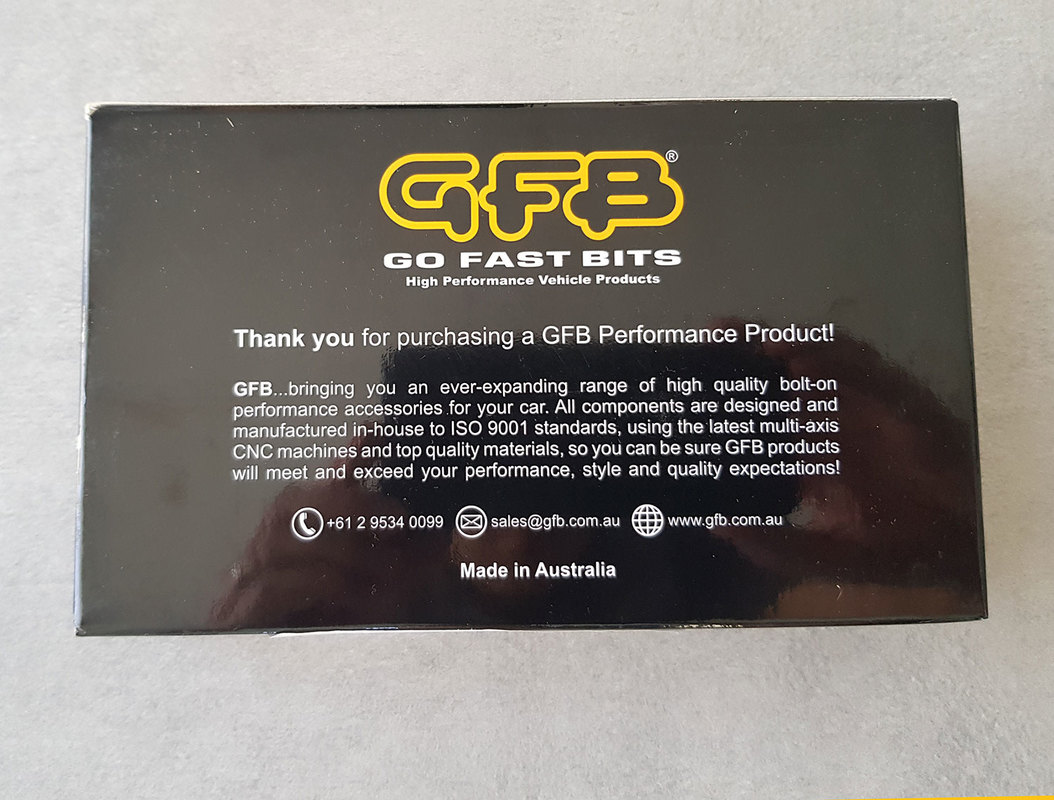 GFB®
GO FAST BITS
High Performance Vehicle Products
Thank you for purchasing a GFB Performance Product!
GFB...bringing you an ever-expanding range of high quality bolt-on
performance accessories for your car. All components are designed and
manufactured in-house to ISO 9001 standards, using the latest multi-axis
CNC machines and top quality materials, so you can be sure GFB products
will meet and exceed your performance, style and quality expectations!
+61 2 9534 0099 sales@gfb.com.au www.gfb.com.au
Made in Australia